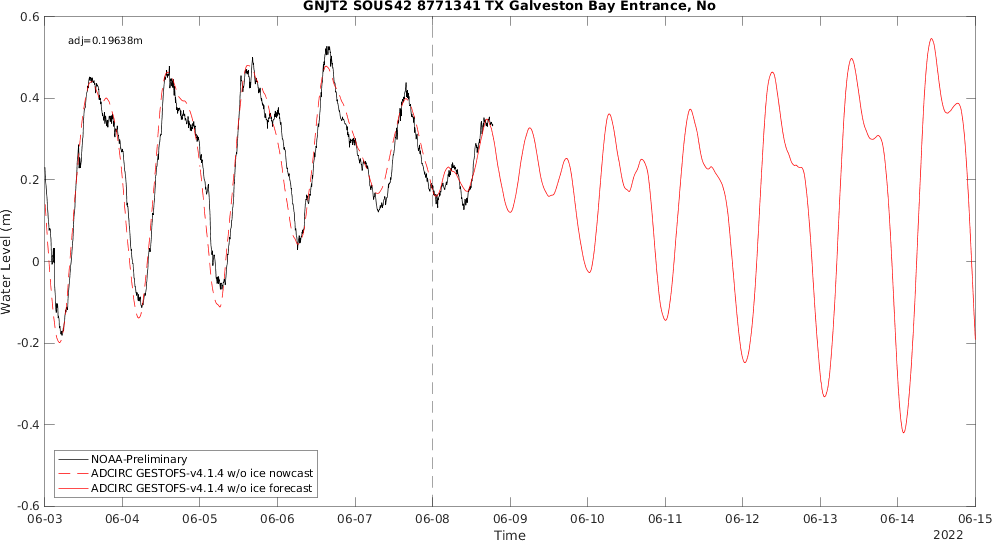 GNJT2 SOUS42 8771341 TX Galveston Bay Entrance, No
adj=0.19638m
0.6
0.4
0.2
0
-0.2
-0.4
-0.6
Water Level (m)
NOAA-Preliminary
ADCIRC GESTOFS-v4.1.4 w/o ice nowcast
ADCIRC GESTOFS-v4.1.4 w/o ice forecast
06-03 06-04 06-05 06-06 06-07 06-08 06-09 06-10 06-11 06-12 06-13 06-14 06-15
Time
2022